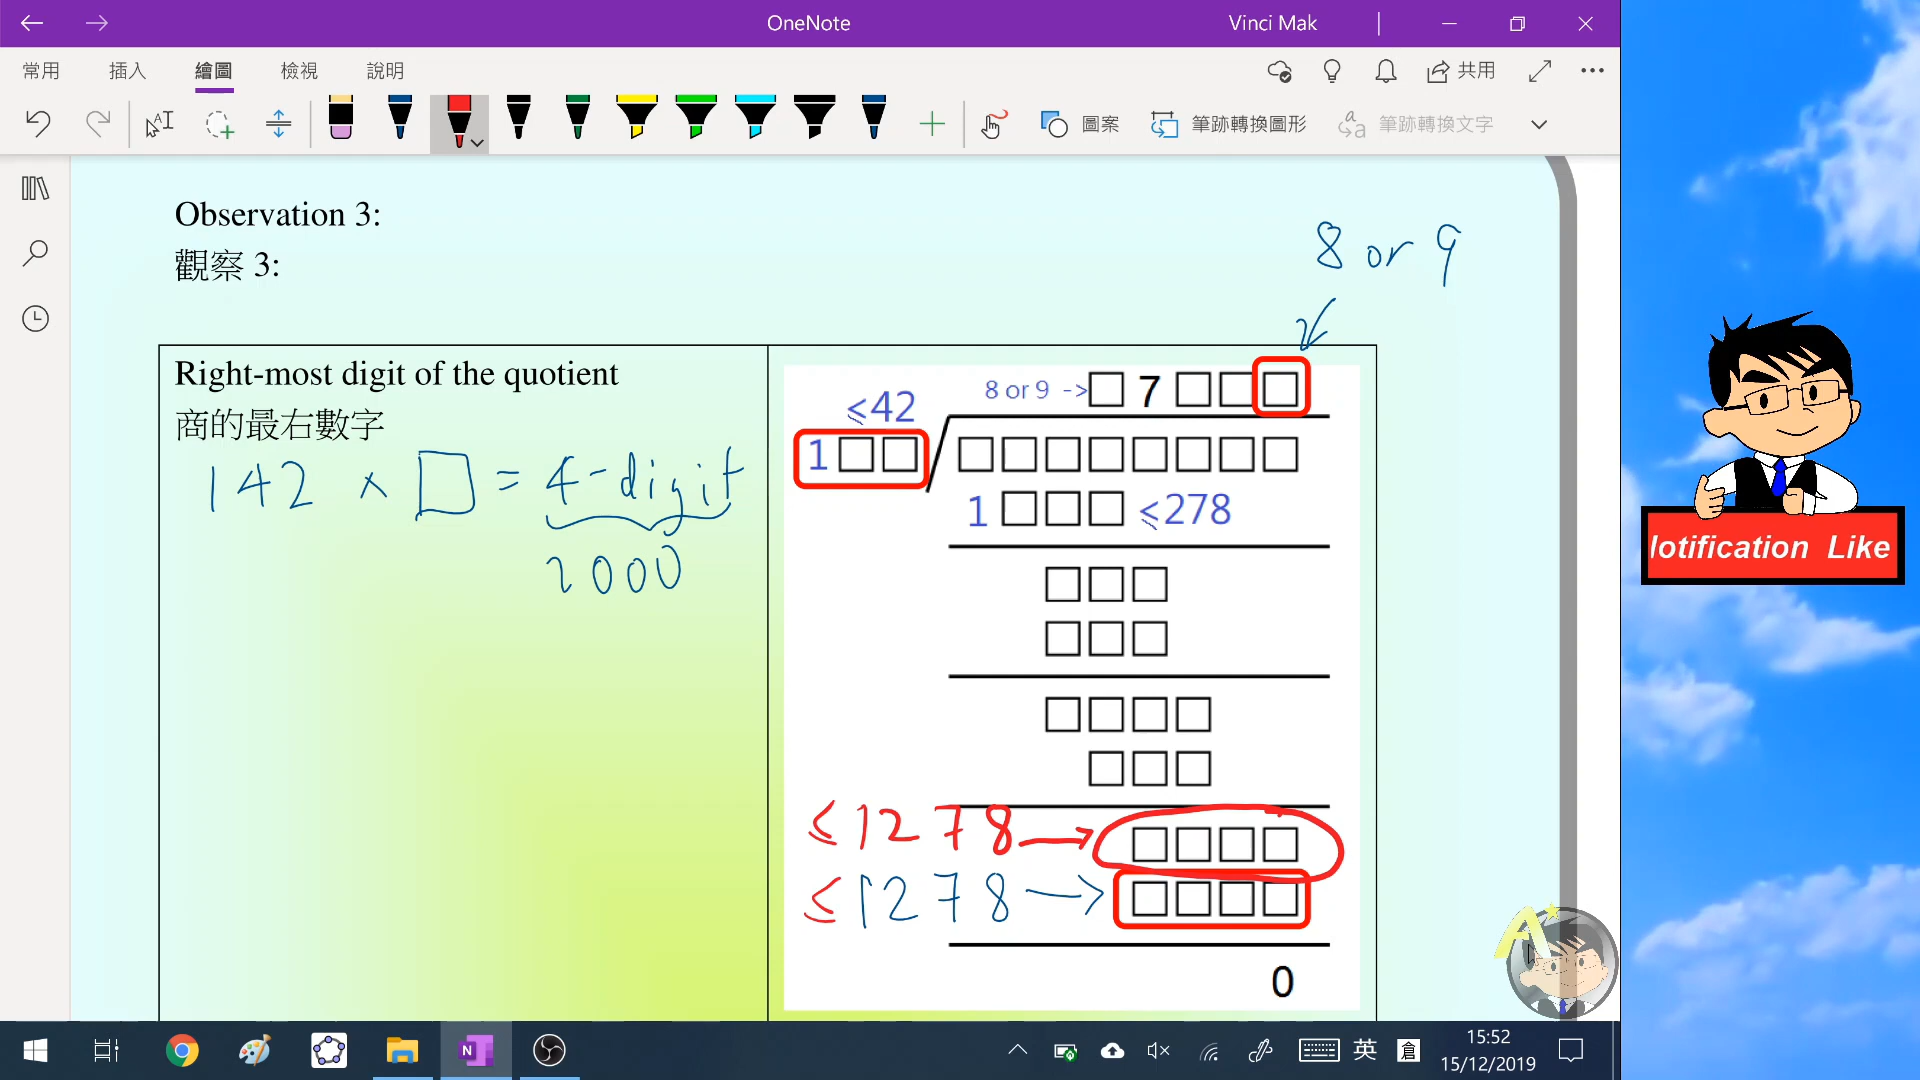 OneNote
Vinci Mak
常用 插入 繪圖 檢視 說明 共用
圖案 筆跡轉換圖形 筆跡轉換文字
Observation 3:
觀察 3:
8 or 9
Right-most digit of the quotient
商的最右數字
142 × □ = 4-digit
2000
8 or 9 -> □ 7 □ □ □
≤42
1 □ □ □ □ □ □ □ □ □ □
1 □ □ □ ≤278
□ □ □
□ □ □
□ □ □ □
□ □ □
≤1278 → □ □ □ □
≤1278 → □ □ □ □
0
lotification Like
A
英 倉
15:52
15/12/2019